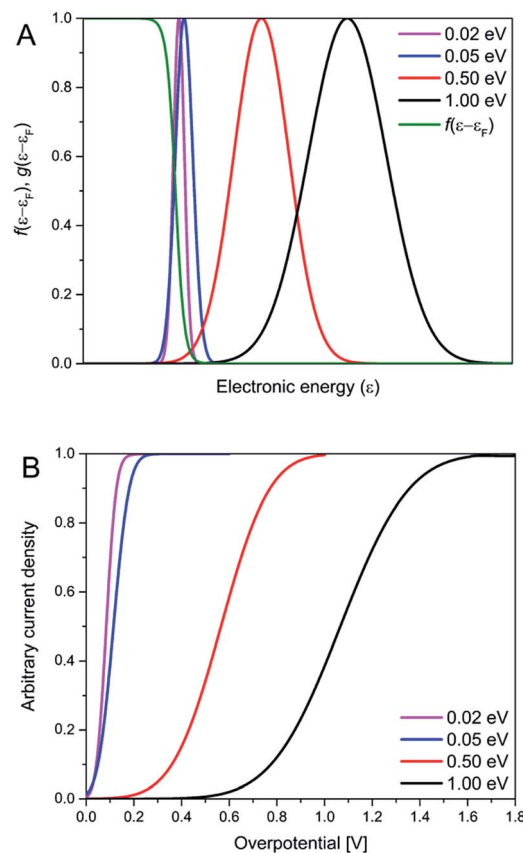 A
1.0
0.8
0.6
0.4
0.2
0.0
f(ε−ε_F), g(ε−ε_F)
0.02 eV
0.05 eV
0.50 eV
1.00 eV
f(ε−ε_F)
Electronic energy (ε)
B
1.0
0.8
0.6
0.4
0.2
0.0
Arbitrary current density
0.02 eV
0.05 eV
0.50 eV
1.00 eV
0.0 0.2 0.4 0.6 0.8 1.0 1.2 1.4 1.6 1.8
Overpotential [V]